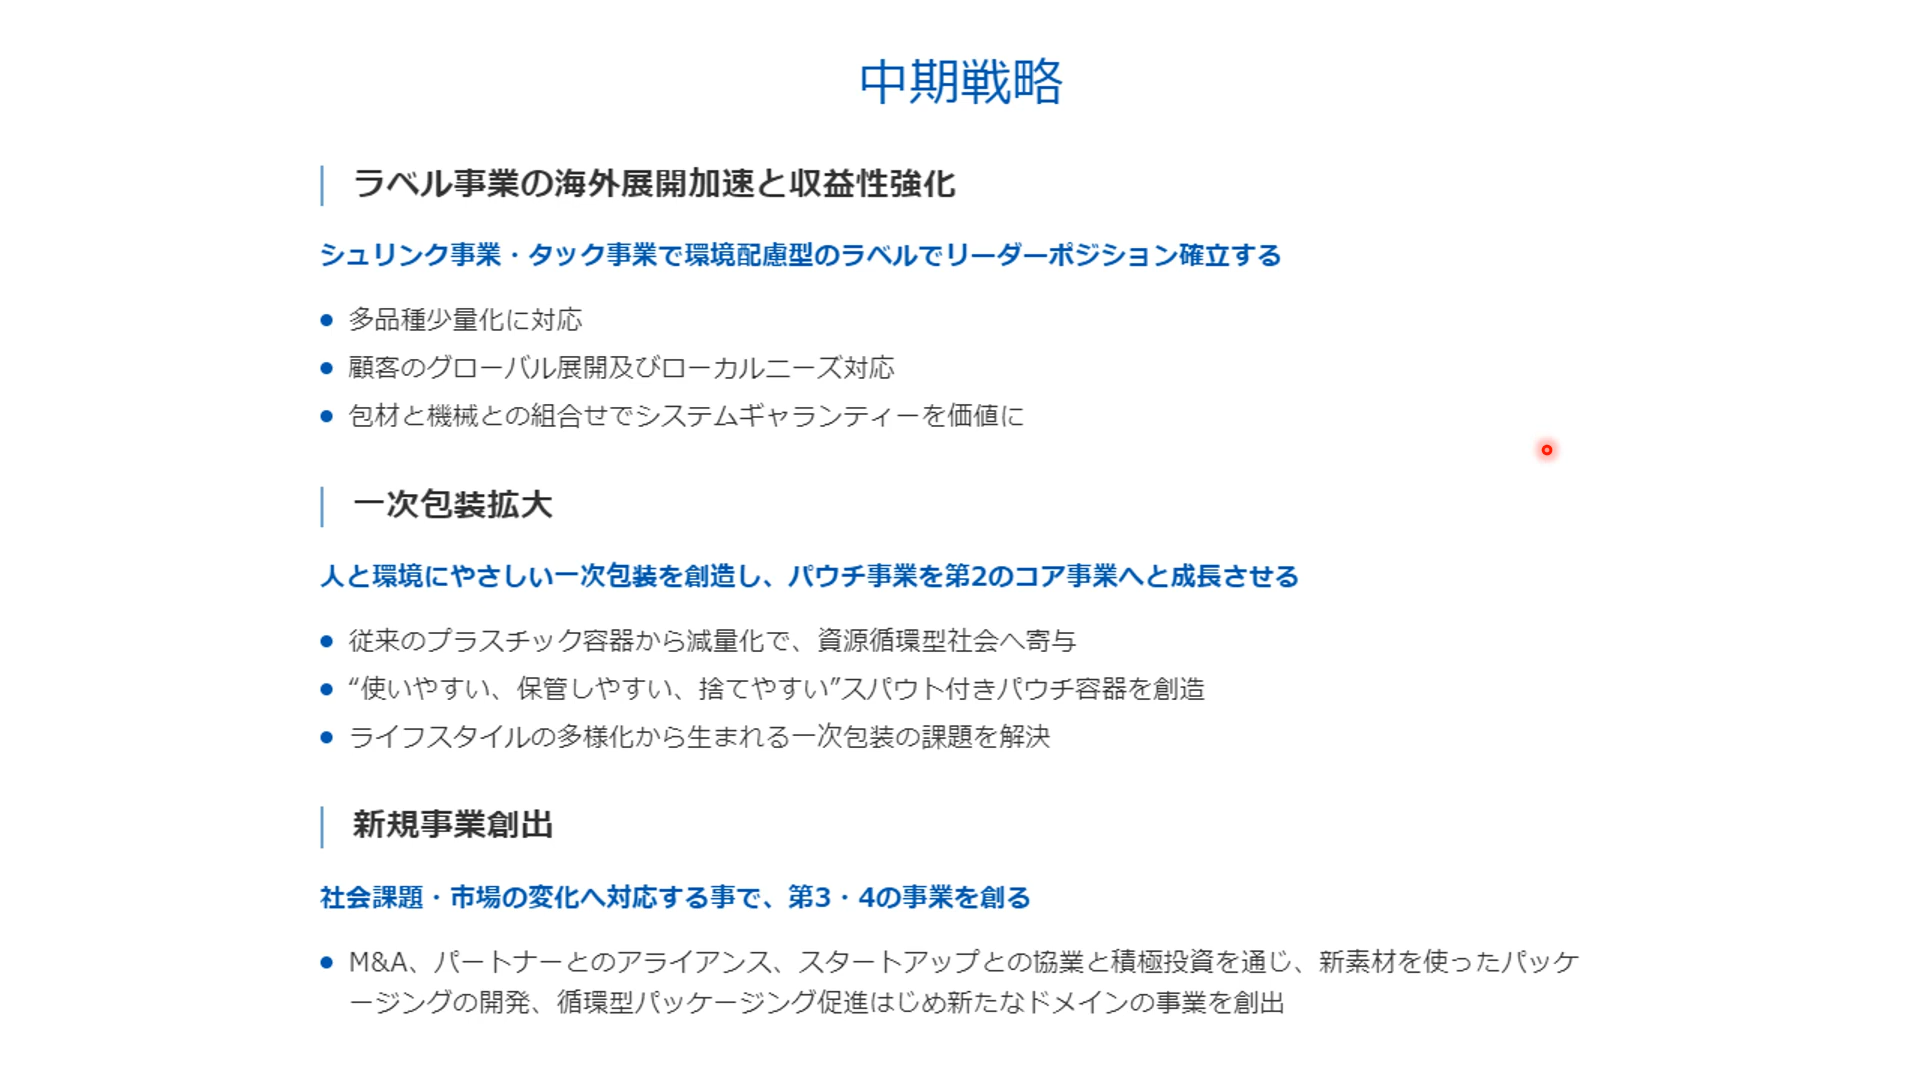 中期戦略
ラベル事業の海外展開加速と収益性強化
シュリンク事業・タック事業で環境配慮型のラベルでリーダーポジション確立する
● 多品種少量化に対応
● 顧客のグローバル展開及びローカルニーズ対応
● 包材と機械との組合せでシステムギャランティーを価値に
一次包装拡大
人と環境にやさしい一次包装を創造し、パウチ事業を第2のコア事業へと成長させる
● 従来のプラスチック容器から減量化で、資源循環型社会へ寄与
● “使いやすい、保管しやすい、捨てやすい”スパウト付きパウチ容器を創造
● ライフスタイルの多様化から生まれる一次包装の課題を解決
新規事業創出
社会課題・市場の変化へ対応する事で、第3・4の事業を創る
● M&A、パートナーとのアライアンス、スタートアップとの協業と積極投資を通じ、新素材を使ったパッケ
ージングの開発、循環型パッケージング促進はじめ新たなドメインの事業を創出